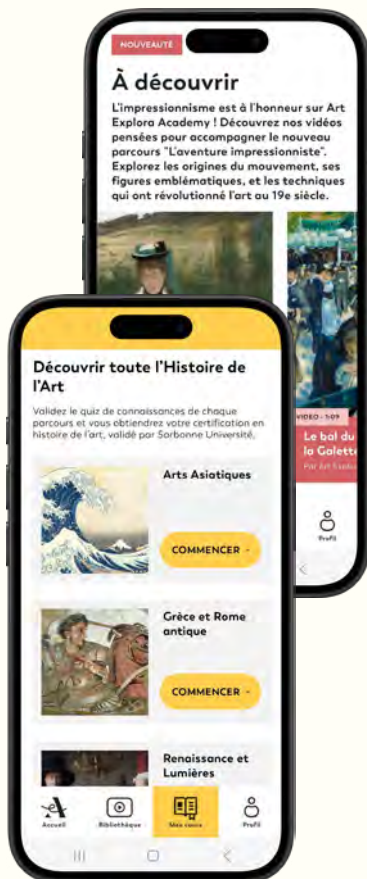 NOUVEAUTÉ
À découvrir
L'impressionnisme est à l'honneur sur Art
Explora Academy ! Découvrez nos vidéos
pensées pour accompagner le nouveau
parcours "L'aventure impressionniste".
Explorez les origines du mouvement, ses
figures emblématiques, et les techniques
qui ont révolutionné l'art au 19e siècle.
VIDEO - 1:09
Le bal du
la Galette
Par Art Explo
Profil
Découvrir toute l'Histoire de
l'Art
Validez le quiz de connaissances de chaque
parcours et vous obtiendrez votre certification en
histoire de l'art, validé par Sorbonne Université.
Arts Asiatiques
COMMENCER
Grèce et Rome
antique
COMMENCER
Renaissance et
Lumières
Accueil
Bibliothèque
Mes cours
Profil